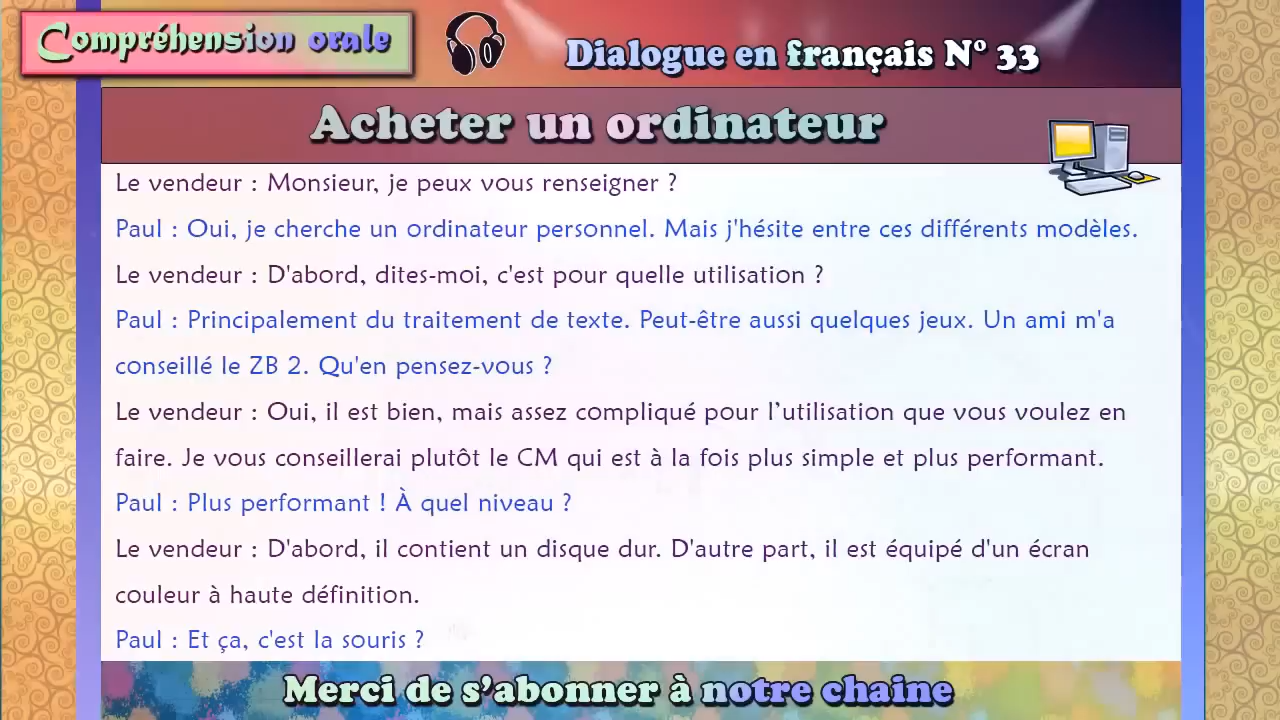 Compréhension orale
Dialogue en français N° 33
Acheter un ordinateur
Le vendeur : Monsieur, je peux vous renseigner ?
Paul : Oui, je cherche un ordinateur personnel. Mais j'hésite entre ces différents modèles.
Le vendeur : D'abord, dites-moi, c'est pour quelle utilisation ?
Paul : Principalement du traitement de texte. Peut-être aussi quelques jeux. Un ami m'a
conseillé le ZB 2. Qu'en pensez-vous ?
Le vendeur : Oui, il est bien, mais assez compliqué pour l’utilisation que vous voulez en
faire. Je vous conseillerai plutôt le CM qui est à la fois plus simple et plus performant.
Paul : Plus performant ! À quel niveau ?
Le vendeur : D'abord, il contient un disque dur. D'autre part, il est équipé d'un écran
couleur à haute définition.
Paul : Et ça, c'est la souris ?
Merci de s’abonner à notre chaine